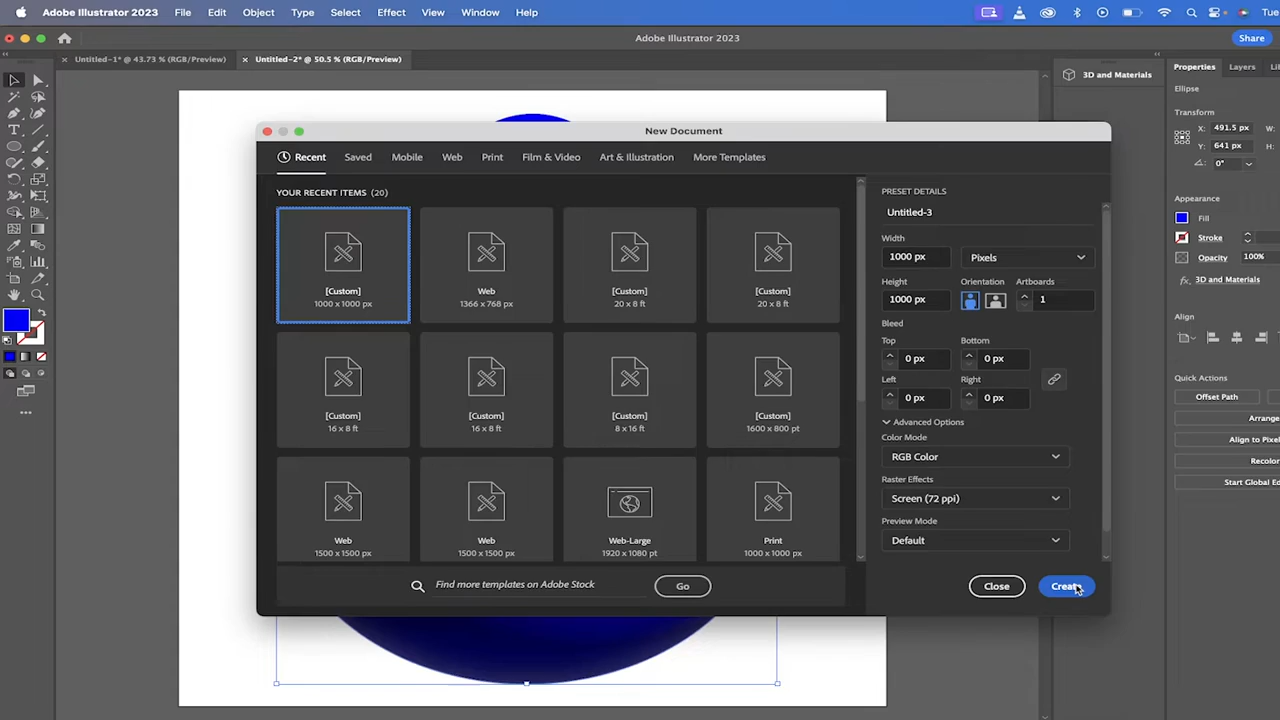 Adobe Illustrator 2023 File Edit Object Type Select Effect View Window Help Tue
Adobe Illustrator 2023
Share
Untitled-1* @ 43.73 % (RGB/Preview)
Untitled-2* @ 50.5 % (RGB/Preview)
3D and Materials
Properties Layers Lil
Ellipse
Transform
X: 491.5 px W:
Y: 641 px H:
0°
Appearance
Fill
Stroke
Opacity 100%
fx 3D and Materials
Align
Quick Actions
Offset Path
Arrange
Align to Pixel
Recolor
Start Global Ed
New Document
Recent Saved Mobile Web Print Film & Video Art & Illustration More Templates
YOUR RECENT ITEMS (20)
[Custom]
1000 x 1000 px
Web
1366 x 768 px
[Custom]
20 x 8 ft
[Custom]
20 x 8 ft
[Custom]
16 x 8 ft
[Custom]
16 x 8 ft
[Custom]
8 x 16 ft
[Custom]
1600 x 800 pt
Web
1500 x 1500 px
Web
1500 x 1500 px
Web-Large
1920 x 1080 pt
Print
1000 x 1000 px
Find more templates on Adobe Stock
Go
PRESET DETAILS
Untitled-3
Width
1000 px Pixels
Height Orientation Artboards
1000 px 1
Bleed
Top Bottom
0 px 0 px
Left Right
0 px 0 px
Advanced Options
Color Mode
RGB Color
Raster Effects
Screen (72 ppi)
Preview Mode
Default
Close Create